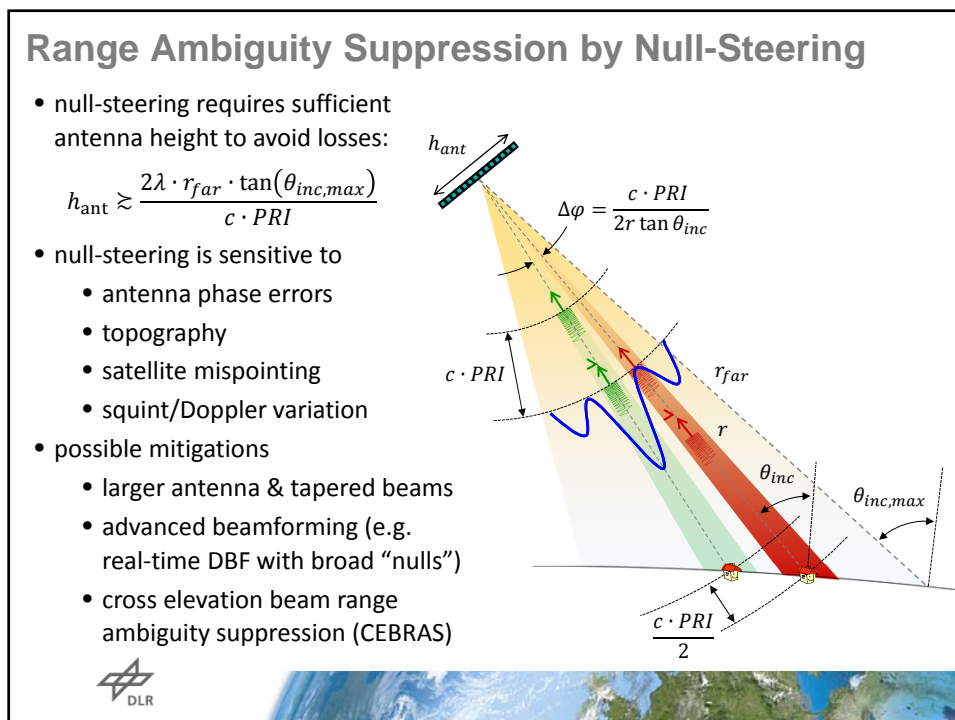 Range Ambiguity Suppression by Null-Steering
• null-steering requires sufficient
antenna height to avoid losses:
h_ant ≳ (2λ · r_far · tan(θ_inc,max)) / (c · PRI)
• null-steering is sensitive to
• antenna phase errors
• topography
• satellite mispointing
• squint/Doppler variation
• possible mitigations
• larger antenna & tapered beams
• advanced beamforming (e.g.
real-time DBF with broad “nulls”)
• cross elevation beam range
ambiguity suppression (CEBRAS)
h_ant
Δφ = (c · PRI) / (2r tan θ_inc)
c · PRI
r_far
r
θ_inc
θ_inc,max
(c · PRI) / 2
DLR